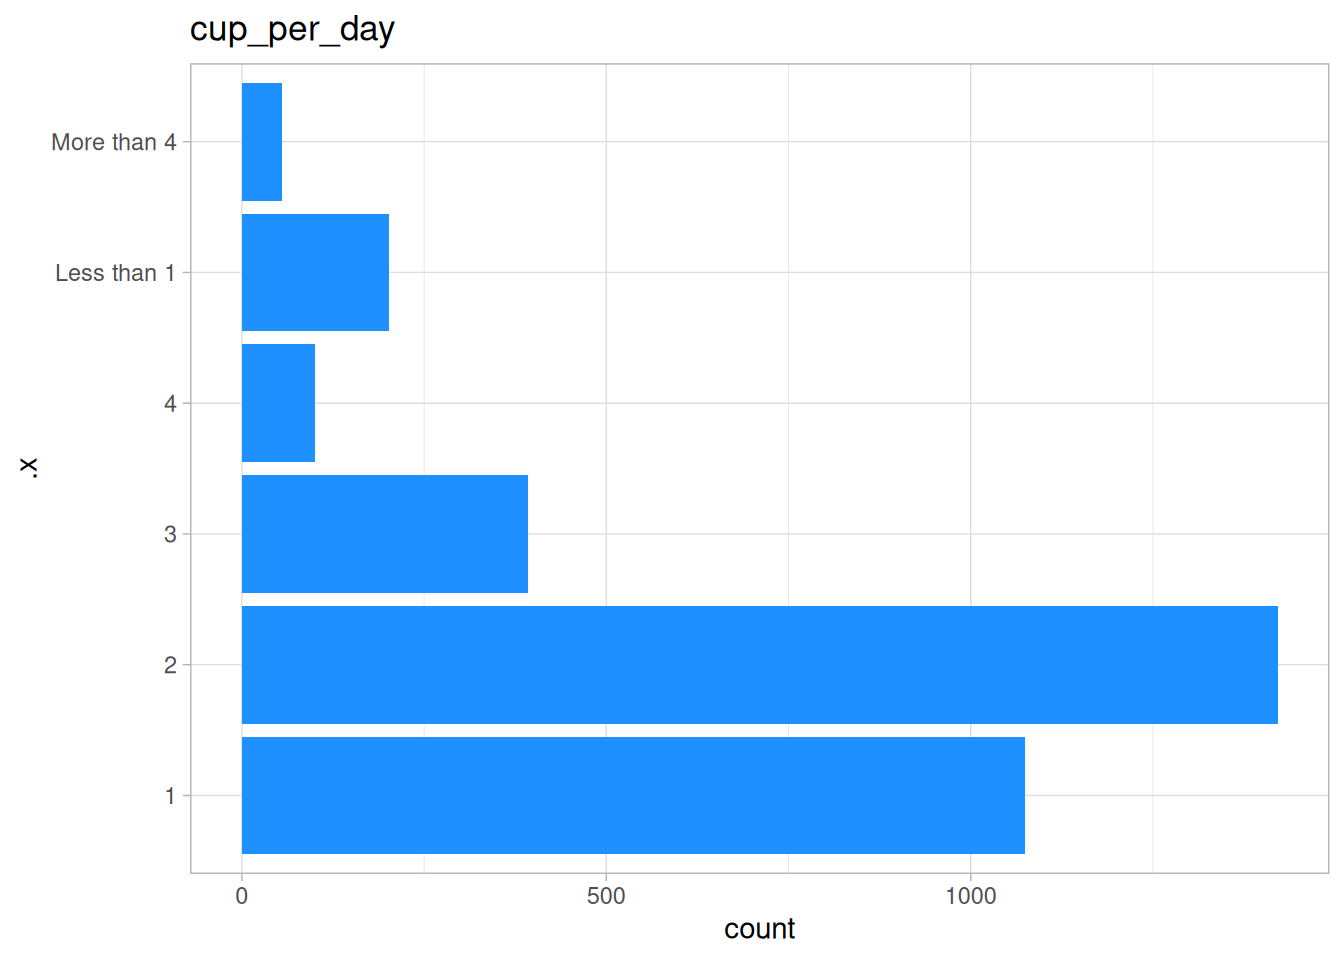 cup_per_day
More than 4
Less than 1
4
3
2
1
.x
0 500 1000
count